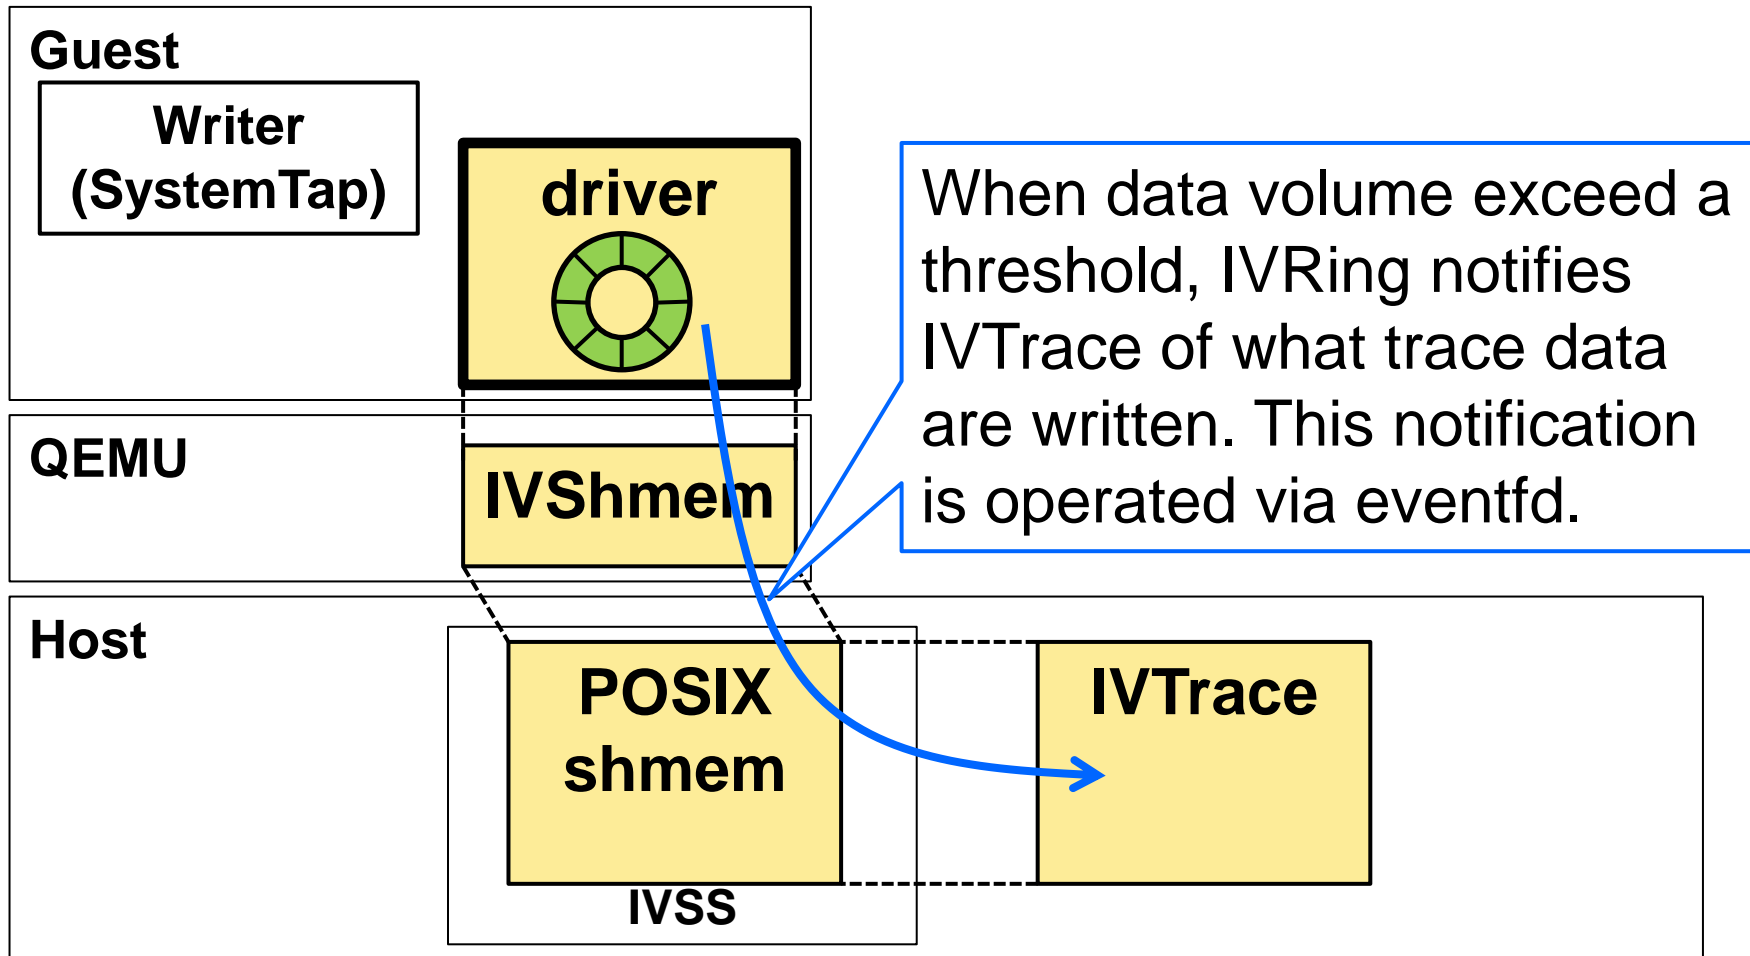 Guest
Writer
(SystemTap)
driver
When data volume exceed a
threshold, IVRing notifies
IVTrace of what trace data
are written. This notification
is operated via eventfd.
QEMU
IVShmem
Host
POSIX
shmem
IVTrace
IVSS